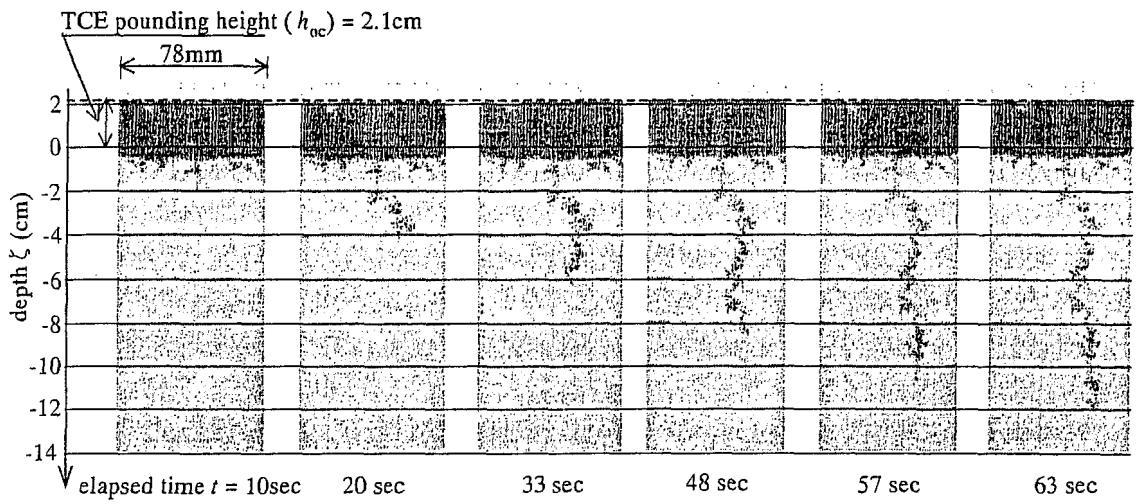 TCE pounding height (hoc) = 2.1cm
78mm
2
0
-2
-4
-6
-8
-10
-12
-14
depth ζ (cm)
elapsed time t = 10sec 20 sec 33 sec 48 sec 57 sec 63 sec